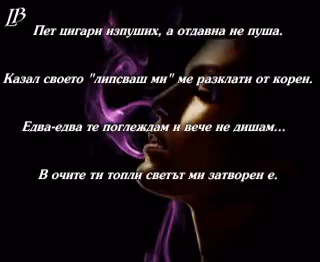 ДВ
Пет цигари изпуших, а отдавна не пуша.
Казал своето "липсваш ми" ме разклати от корен.
Едва-едва те поглеждам и вече не дишам...
В очите ти топли светът ми затворен е.